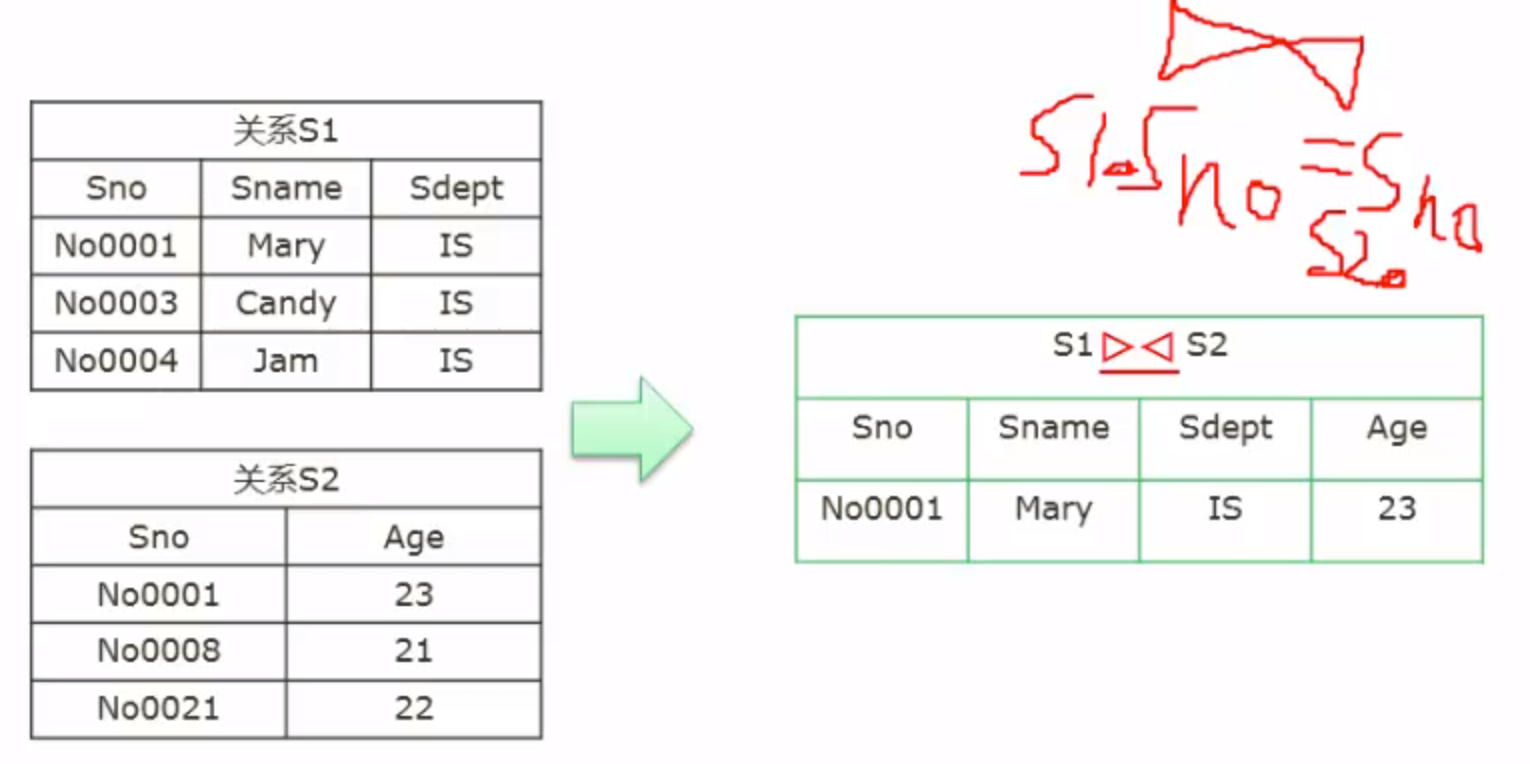 关系S1
Sno Sname Sdept
No0001 Mary IS
No0003 Candy IS
No0004 Jam IS
关系S2
Sno Age
No0001 23
No0008 21
No0021 22
S1.Sno = Sno
S2.
S1 ▷◁ S2
Sno Sname Sdept Age
No0001 Mary IS 23